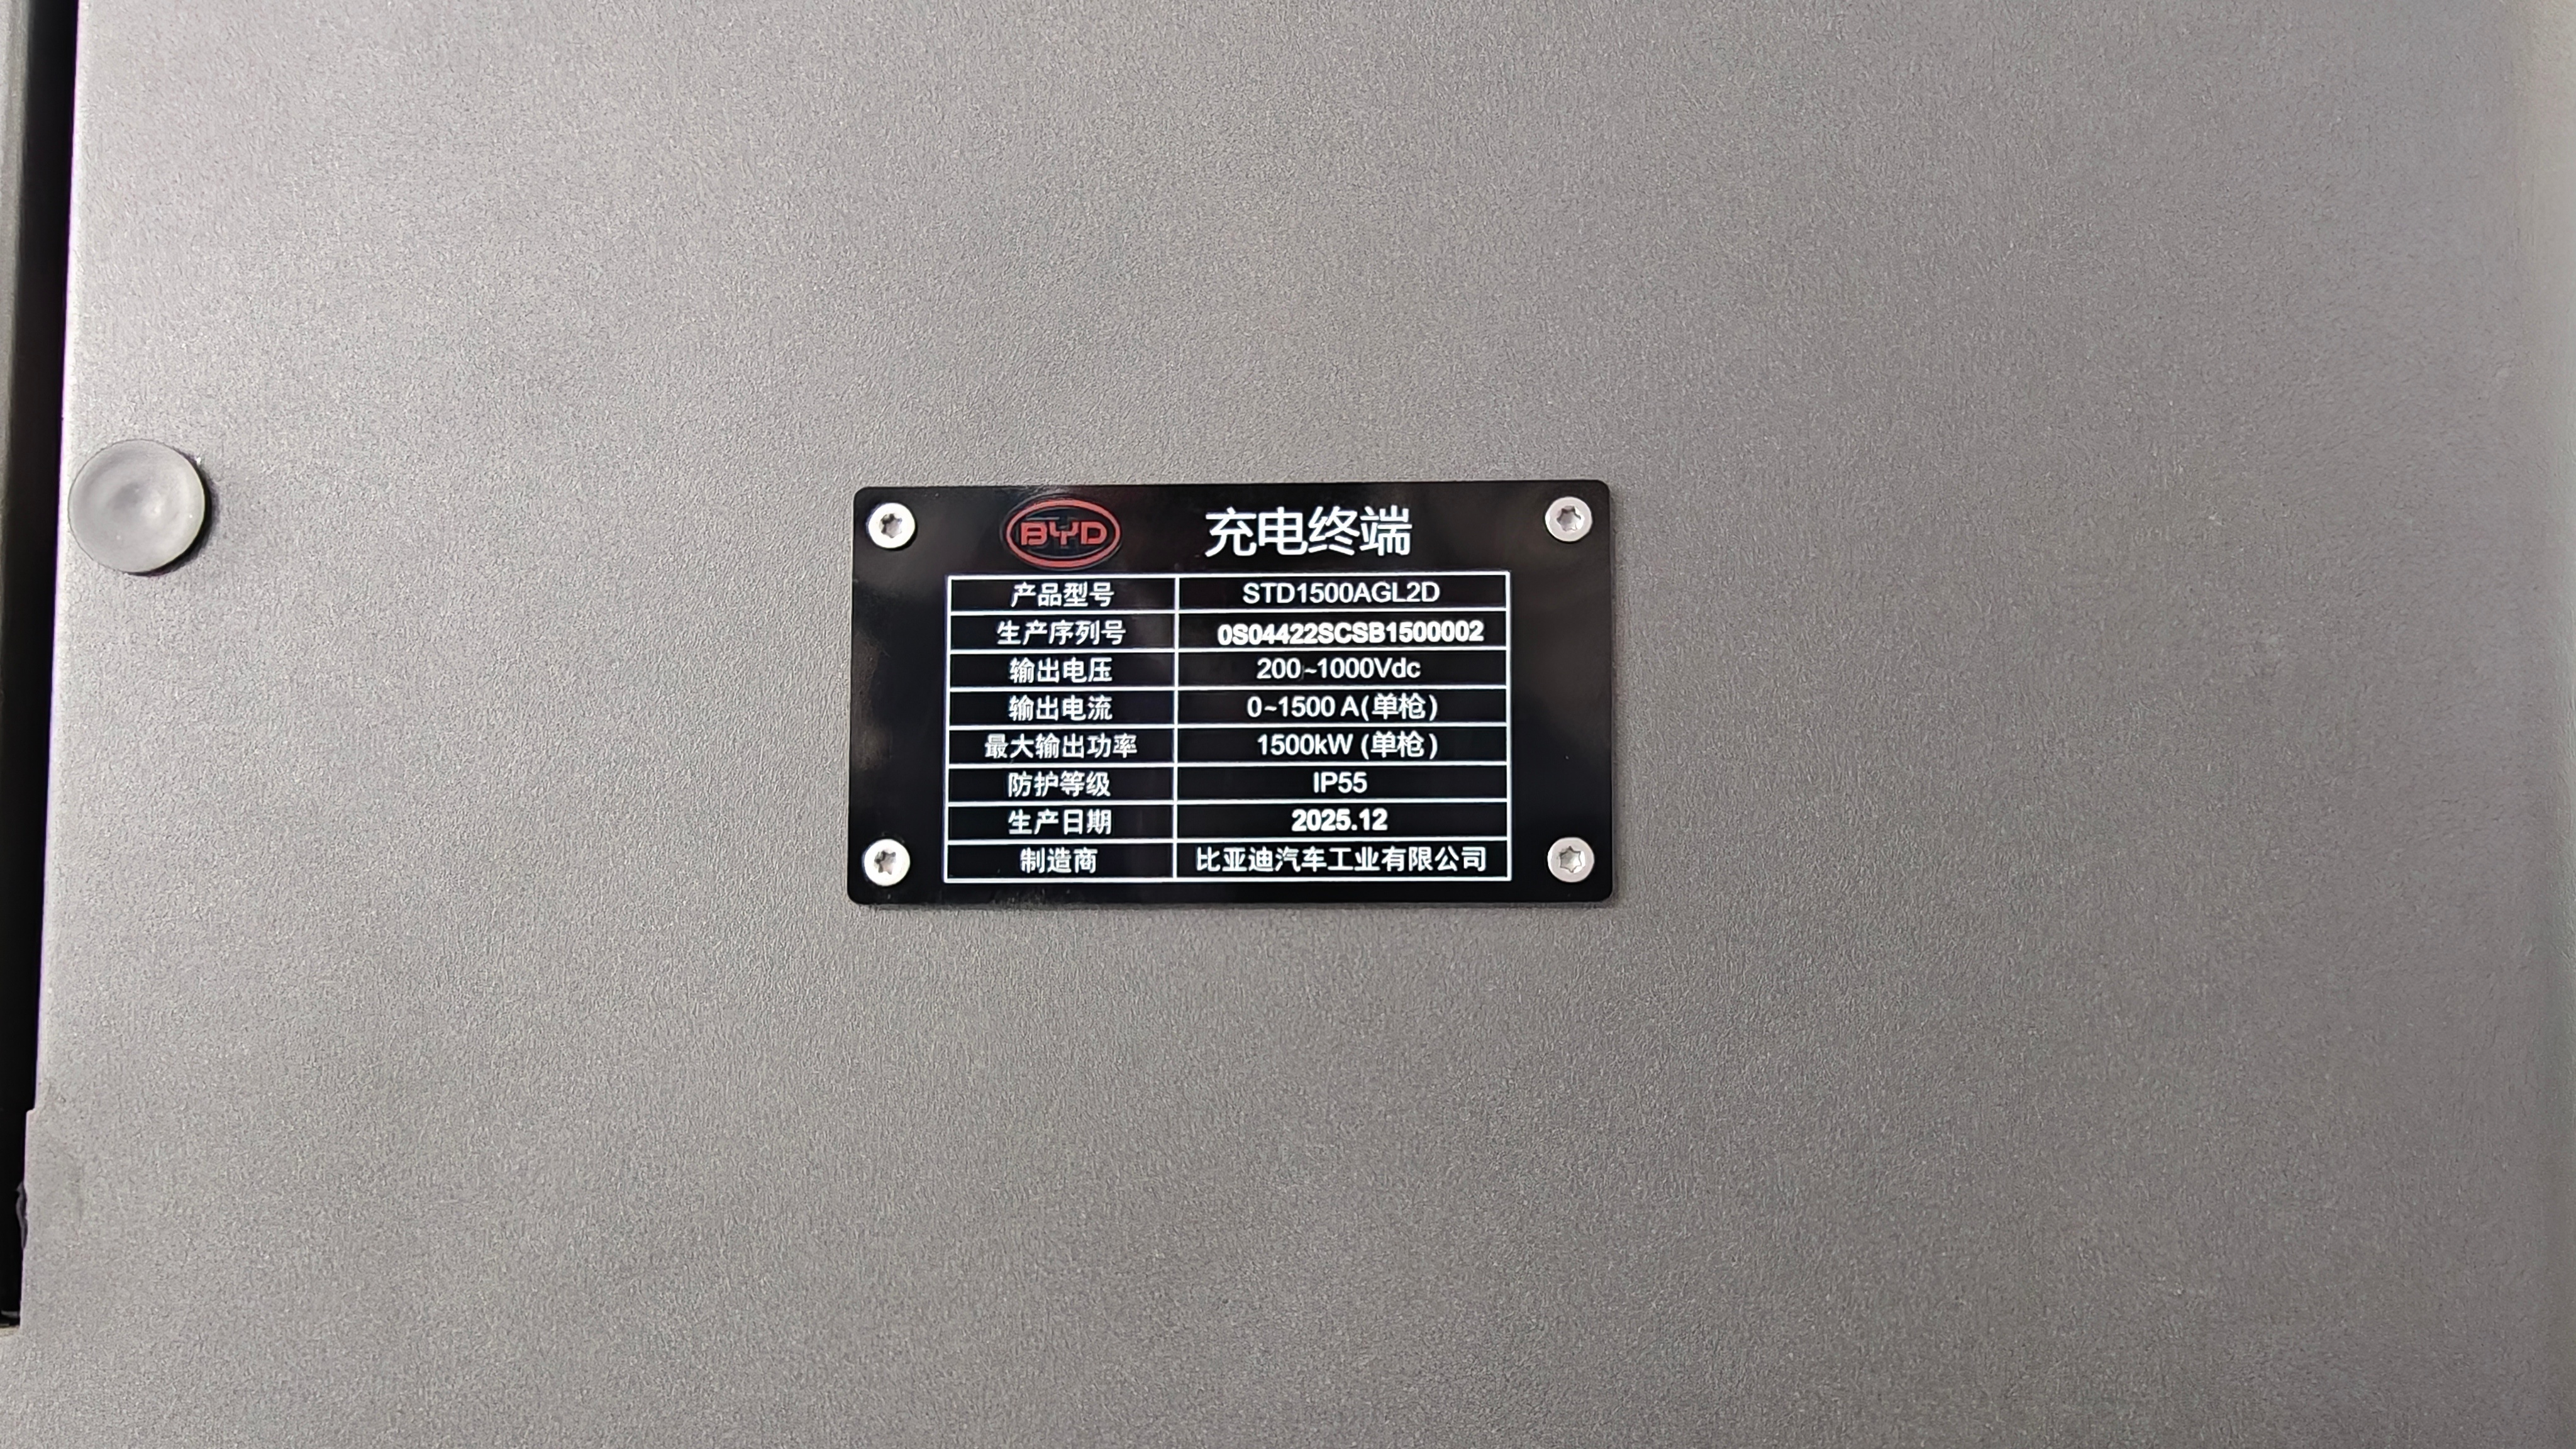 BYD 充电终端
产品型号 STD1500AGL2D
生产序列号 0S04422SCSB1500002
输出电压 200~1000Vdc
输出电流 0~1500 A(单枪)
最大输出功率 1500kW (单枪)
防护等级 IP55
生产日期 2025.12
制造商 比亚迪汽车工业有限公司